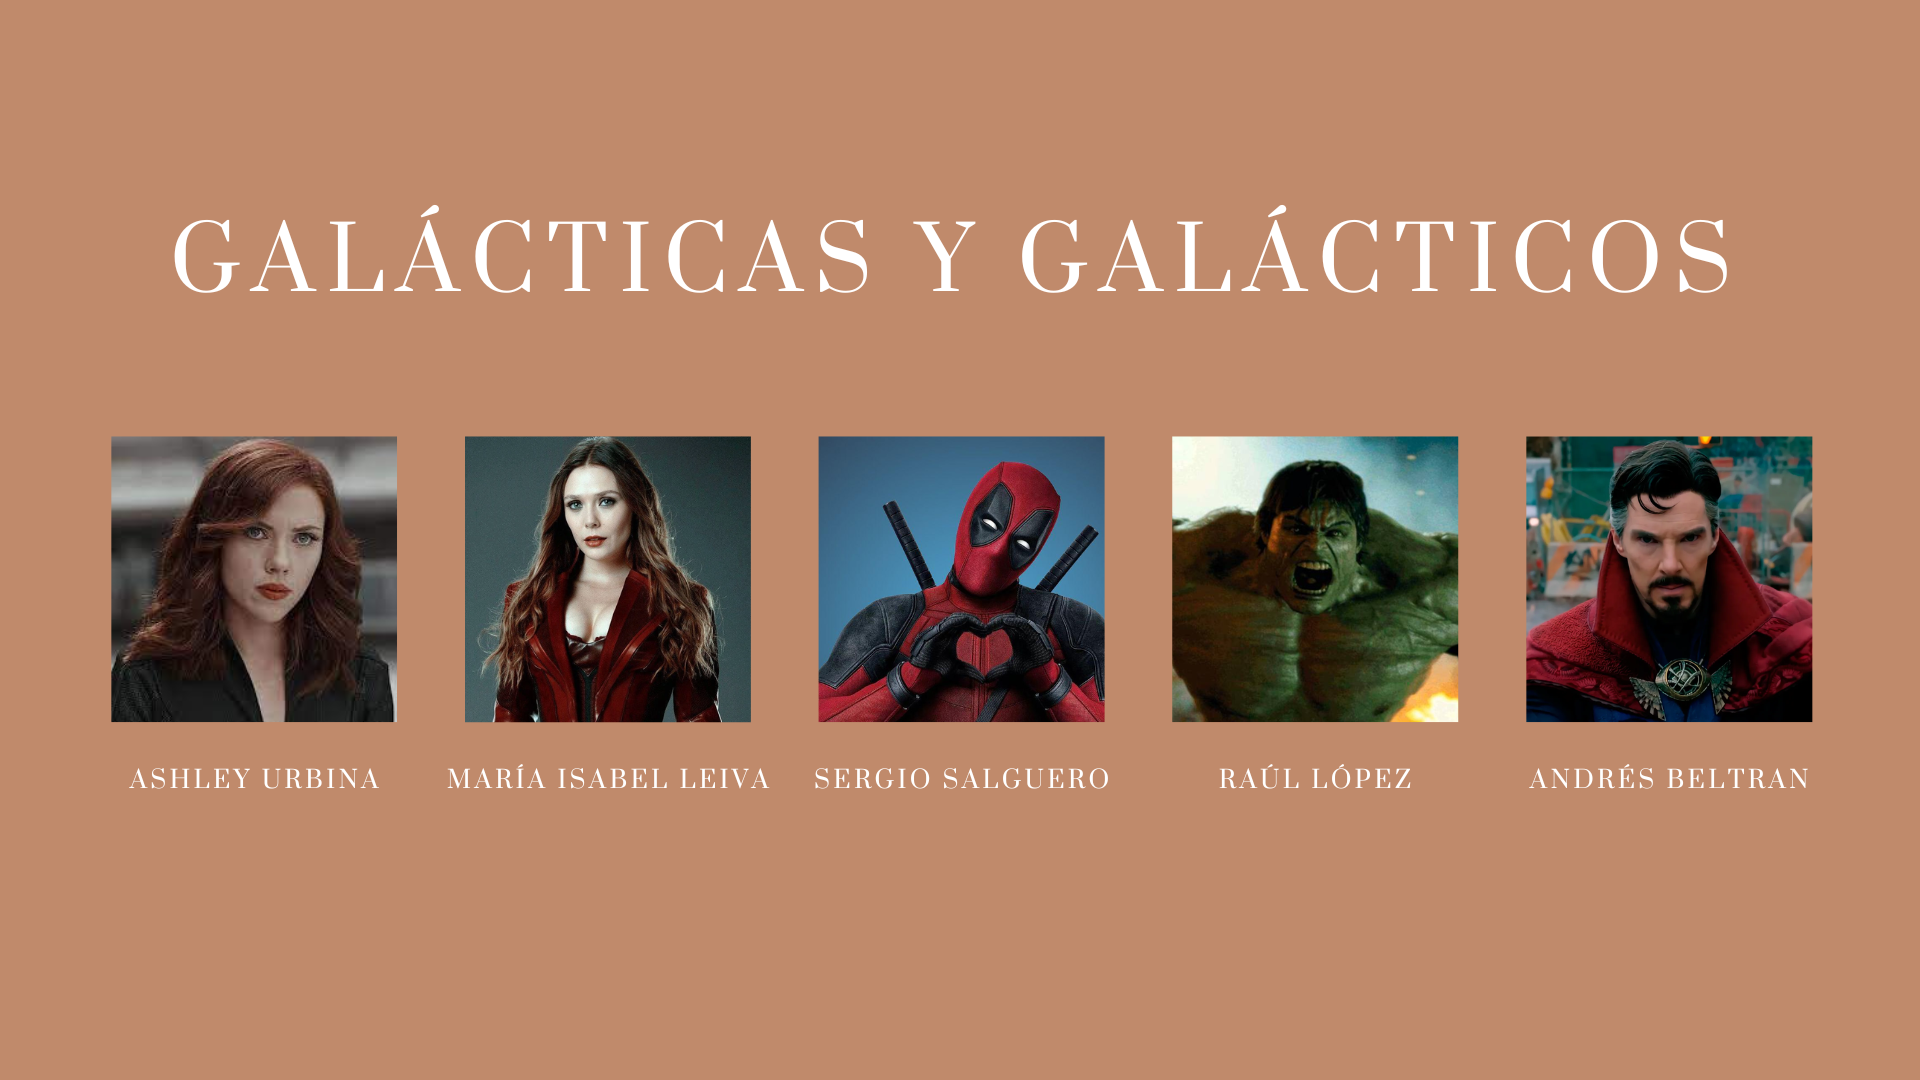 GALÁCTICAS Y GALÁCTICOS
ASHLEY URBINA
MARÍA ISABEL LEIVA
SERGIO SALGUERO
RAÚL LÓPEZ
ANDRÉS BELTRAN